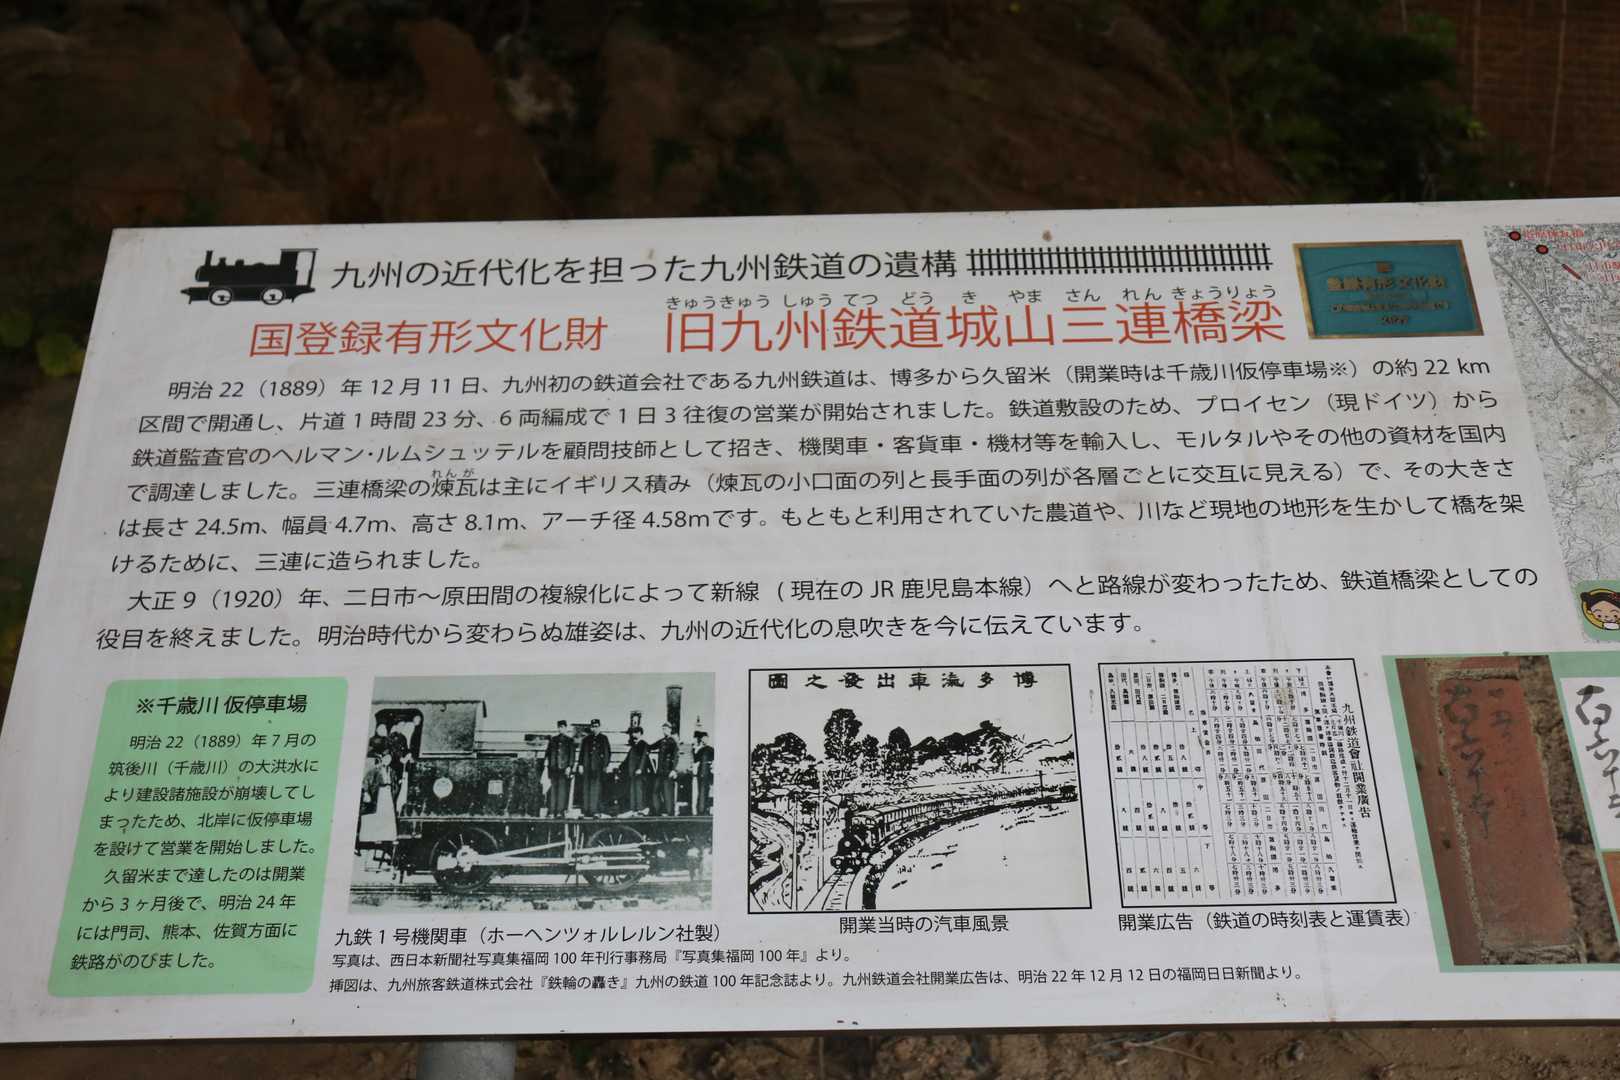 九州の近代化を担った九州鉄道の遺構
きゅうきゅう しゅう てつ どう き やま さん れん きょうりょう
国登録有形文化財 旧九州鉄道城山三連橋梁
登録有形文化財
明治 22（1889）年 12 月 11 日、九州初の鉄道会社である九州鉄道は、博多から久留米（開業時は千歳川仮停車場※）の約 22 km
区間で開通し、片道 1 時間 23 分、6 両編成で 1 日 3 往復の営業が開始されました。鉄道敷設のため、プロイセン（現ドイツ）から
鉄道監査官のヘルマン・ルムシュッテルを顧問技師として招き、機関車・客貨車・機材等を輸入し、モルタルやその他の資材を国内
れんが
で調達しました。三連橋梁の煉瓦は主にイギリス積み（煉瓦の小口面の列と長手面の列が各層ごとに交互に見える）で、その大きさ
は長さ 24.5m、幅員 4.7m、高さ 8.1m、アーチ径 4.58mです。もともと利用されていた農道や、川など現地の地形を生かして橋を架
けるために、三連に造られました。
大正 9（1920）年、二日市～原田間の複線化によって新線（現在の JR 鹿児島本線）へと路線が変わったため、鉄道橋梁としての
役目を終えました。明治時代から変わらぬ雄姿は、九州の近代化の息吹きを今に伝えています。
※千歳川 仮停車場
明治 22（1889）年 7 月の
筑後川（千歳川）の大洪水に
より建設諸施設が崩壊してし
まったため、北岸に仮停車場
を設けて営業を開始しました。
久留米まで達したのは開業
から 3 ヶ月後で、明治 24 年
には門司、熊本、佐賀方面に
鉄路がのびました。
九鉄 1 号機関車（ホーヘンツォルレルン社製）
圖之發出車滊多博
開業当時の汽車風景
九州鉄道會社開業廣告
開業広告（鉄道の時刻表と運賃表）
写真は、西日本新聞社写真集福岡 100 年刊行事務局『写真集福岡 100 年』より。
挿図は、九州旅客鉄道株式会社『鉄輪の轟き』九州の鉄道 100 年記念誌より。九州鉄道会社開業広告は、明治 22 年 12 月 12 日の福岡日日新聞より。